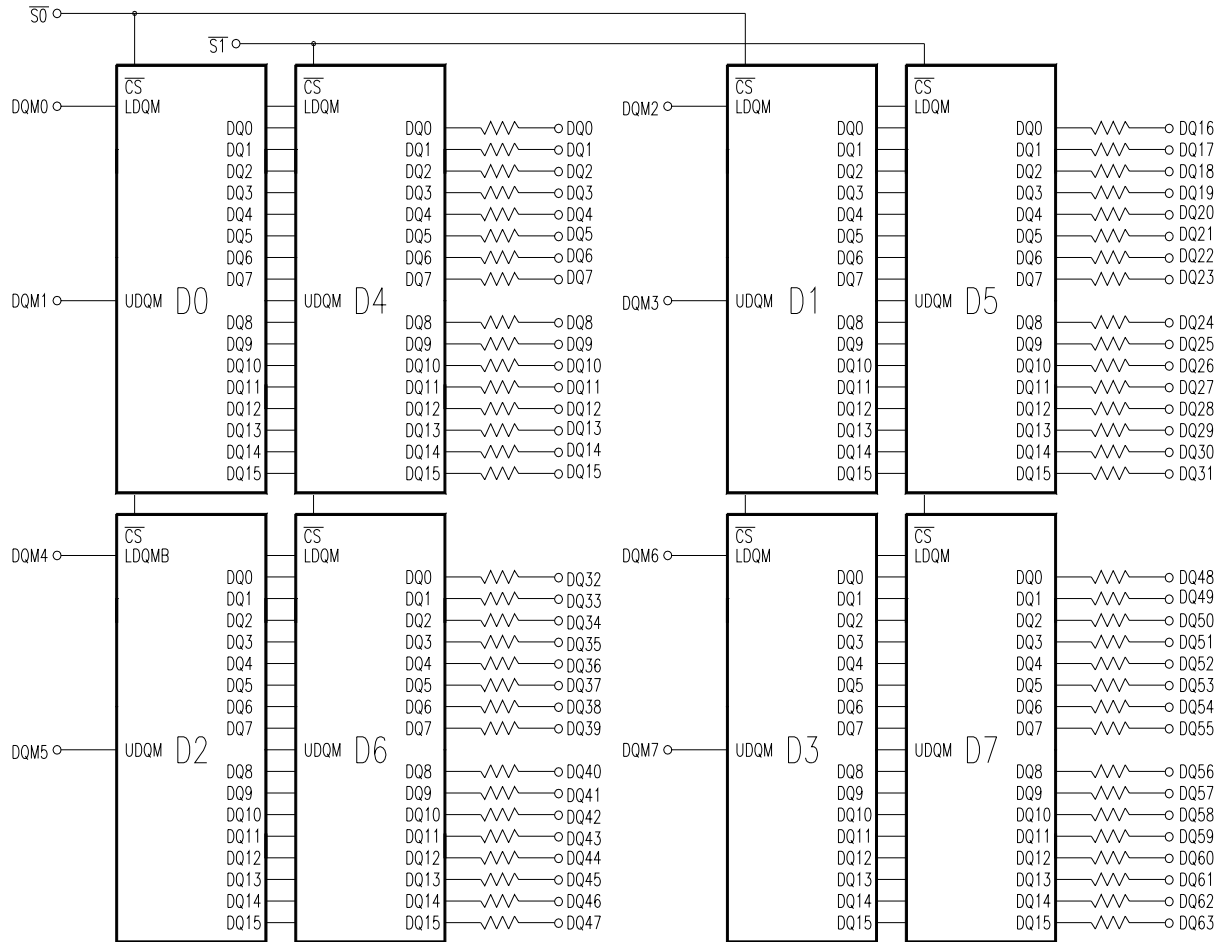 S0
S1
CS CS CS CS
DQM0 LDQM LDQM DQM2 LDQM LDQM
DQ0 DQ0 DQ0 DQ0 DQ0 DQ16
DQ1 DQ1 DQ1 DQ1 DQ1 DQ17
DQ2 DQ2 DQ2 DQ2 DQ2 DQ18
DQ3 DQ3 DQ3 DQ3 DQ3 DQ19
DQ4 DQ4 DQ4 DQ4 DQ4 DQ20
DQ5 DQ5 DQ5 DQ5 DQ5 DQ21
DQ6 DQ6 DQ6 DQ6 DQ6 DQ22
DQ7 DQ7 DQ7 DQ7 DQ7 DQ23
DQM1 UDQM D0 UDQM D4 DQM3 UDQM D1 UDQM D5
DQ8 DQ8 DQ8 DQ8 DQ8 DQ24
DQ9 DQ9 DQ9 DQ9 DQ9 DQ25
DQ10 DQ10 DQ10 DQ10 DQ10 DQ26
DQ11 DQ11 DQ11 DQ11 DQ11 DQ27
DQ12 DQ12 DQ12 DQ12 DQ12 DQ28
DQ13 DQ13 DQ13 DQ13 DQ13 DQ29
DQ14 DQ14 DQ14 DQ14 DQ14 DQ30
DQ15 DQ15 DQ15 DQ15 DQ15 DQ31
CS CS CS CS
DQM4 LDQMB LDQM DQM6 LDQM LDQM
DQ0 DQ0 DQ32 DQ0 DQ0 DQ48
DQ1 DQ1 DQ33 DQ1 DQ1 DQ49
DQ2 DQ2 DQ34 DQ2 DQ2 DQ50
DQ3 DQ3 DQ35 DQ3 DQ3 DQ51
DQ4 DQ4 DQ36 DQ4 DQ4 DQ52
DQ5 DQ5 DQ37 DQ5 DQ5 DQ53
DQ6 DQ6 DQ38 DQ6 DQ6 DQ54
DQ7 DQ7 DQ39 DQ7 DQ7 DQ55
DQM5 UDQM D2 UDQM D6 DQM7 UDQM D3 UDQM D7
DQ8 DQ8 DQ40 DQ8 DQ8 DQ56
DQ9 DQ9 DQ41 DQ9 DQ9 DQ57
DQ10 DQ10 DQ42 DQ10 DQ10 DQ58
DQ11 DQ11 DQ43 DQ11 DQ11 DQ59
DQ12 DQ12 DQ44 DQ12 DQ12 DQ60
DQ13 DQ13 DQ45 DQ13 DQ13 DQ61
DQ14 DQ14 DQ46 DQ14 DQ14 DQ62
DQ15 DQ15 DQ47 DQ15 DQ15 DQ63